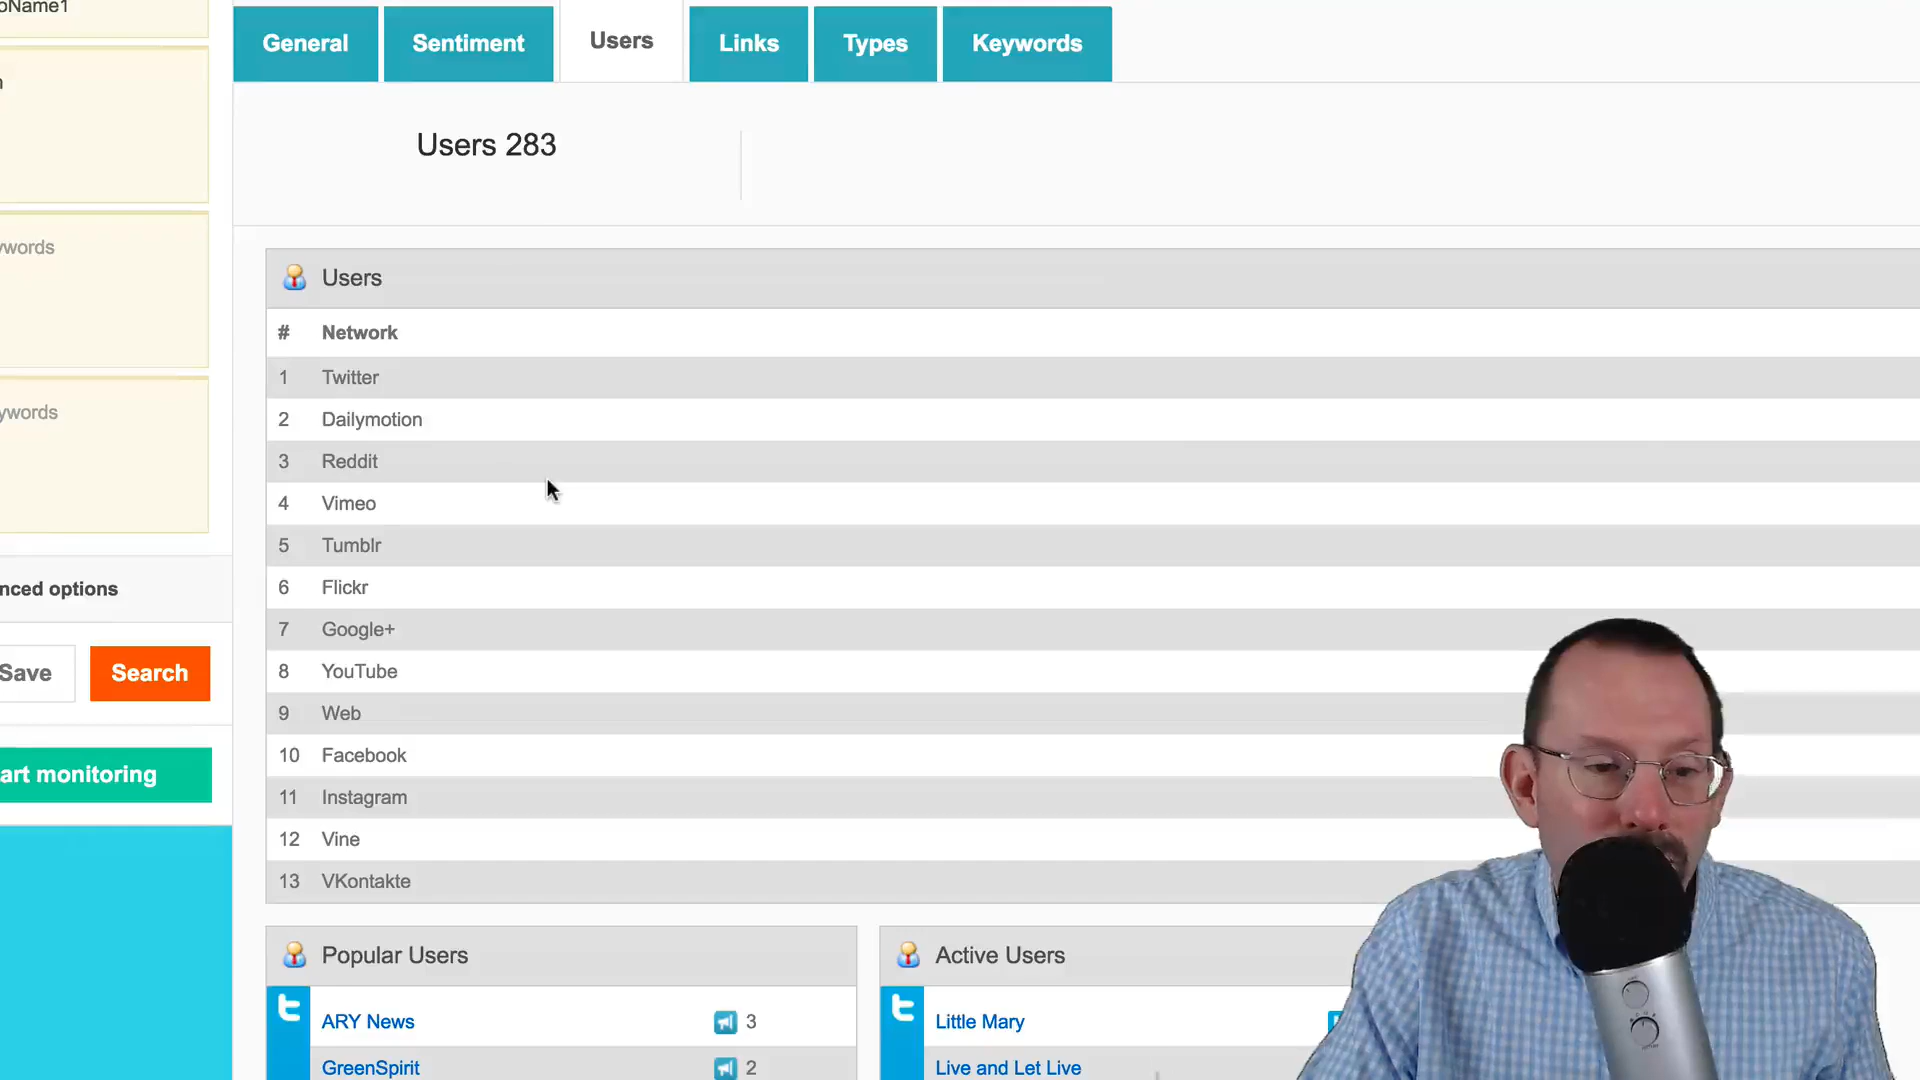 oName1
General
Sentiment
Users
Links
Types
Keywords
n
Users 283
ywords
Users
# Network
1 Twitter
2 Dailymotion
3 Reddit
4 Vimeo
5 Tumblr
6 Flickr
7 Google+
8 YouTube
9 Web
10 Facebook
11 Instagram
12 Vine
13 VKontakte
ywords
nced options
Save
Search
art monitoring
Popular Users
ARY News 3
GreenSpirit 2
Active Users
Little Mary
Live and Let Live